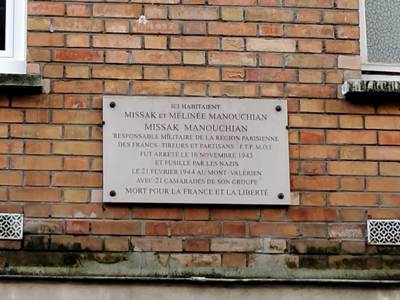 ICI HABITAIENT
MISSAK ET MÉLINÉE MANOUCHIAN
MISSAK MANOUCHIAN
RESPONSABLE MILITAIRE DE LA RÉGION PARISIENNE
DES FRANCS-TIREURS ET PARTISANS (F.T.P.-M.O.I.)
FUT ARRÊTÉ LE 16 NOVEMBRE 1943
ET FUSILLÉ PAR LES NAZIS
LE 21 FÉVRIER 1944 AU MONT-VALÉRIEN
AVEC 21 CAMARADES DE SON GROUPE
MORT POUR LA FRANCE ET LA LIBERTÉ